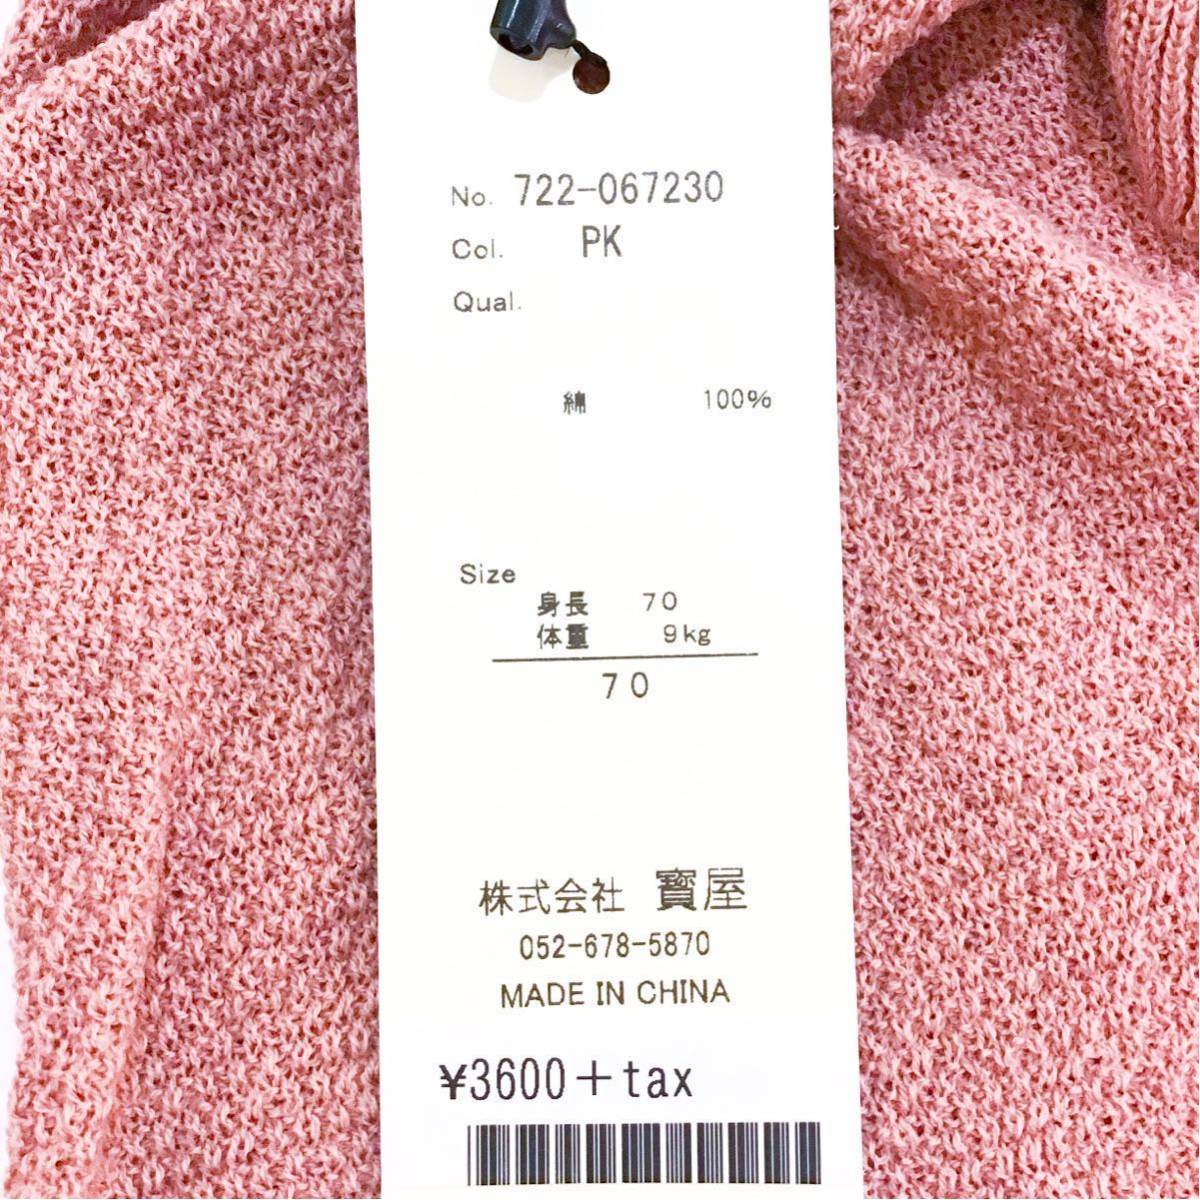 No. 722-067230
Col. PK
Qual.
綿 100%
Size
身長 70
体重 9kg
70
株式会社 寳屋
052-678-5870
MADE IN CHINA
¥3600+tax